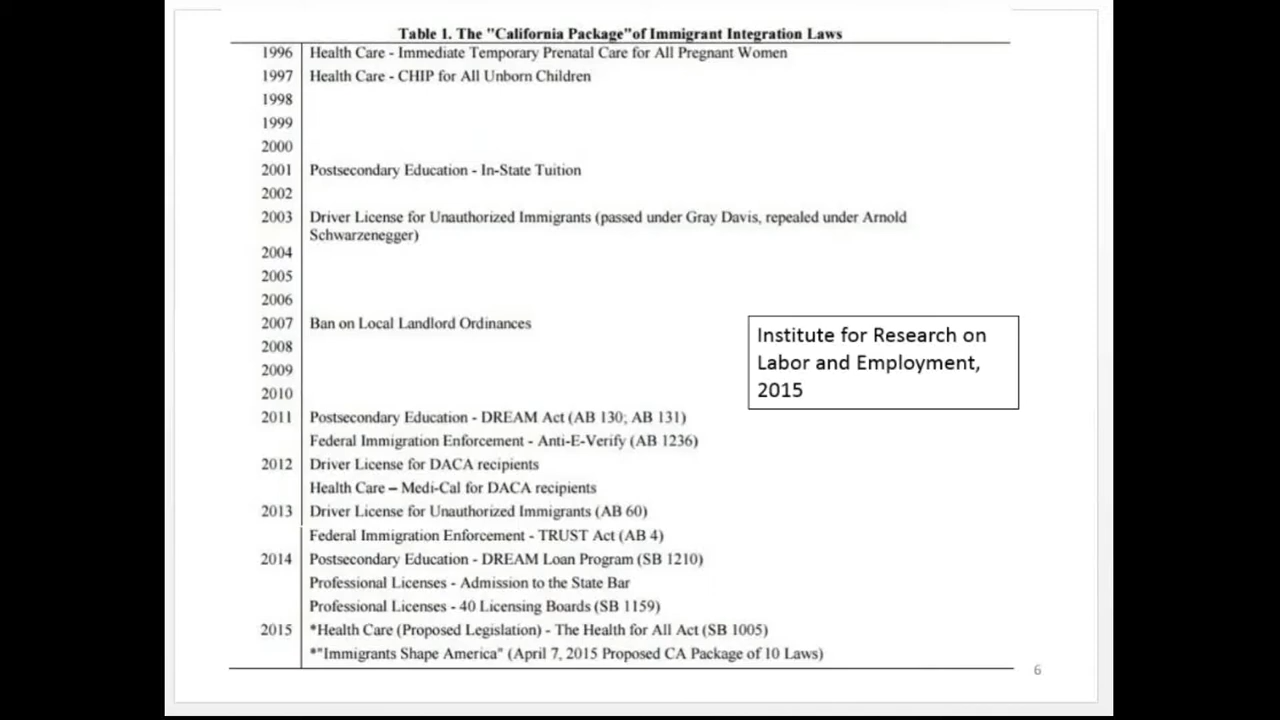 Table 1. The "California Package"of Immigrant Integration Laws
1996 Health Care - Immediate Temporary Prenatal Care for All Pregnant Women
1997 Health Care - CHIP for All Unborn Children
1998
1999
2000
2001 Postsecondary Education - In-State Tuition
2002
2003 Driver License for Unauthorized Immigrants (passed under Gray Davis, repealed under Arnold
Schwarzenegger)
2004
2005
2006
2007 Ban on Local Landlord Ordinances
2008
2009
2010
Institute for Research on
Labor and Employment,
2015
2011 Postsecondary Education - DREAM Act (AB 130; AB 131)
Federal Immigration Enforcement - Anti-E-Verify (AB 1236)
2012 Driver License for DACA recipients
Health Care – Medi-Cal for DACA recipients
2013 Driver License for Unauthorized Immigrants (AB 60)
Federal Immigration Enforcement - TRUST Act (AB 4)
2014 Postsecondary Education - DREAM Loan Program (SB 1210)
Professional Licenses - Admission to the State Bar
Professional Licenses - 40 Licensing Boards (SB 1159)
2015 *Health Care (Proposed Legislation) - The Health for All Act (SB 1005)
*"Immigrants Shape America" (April 7, 2015 Proposed CA Package of 10 Laws)
6